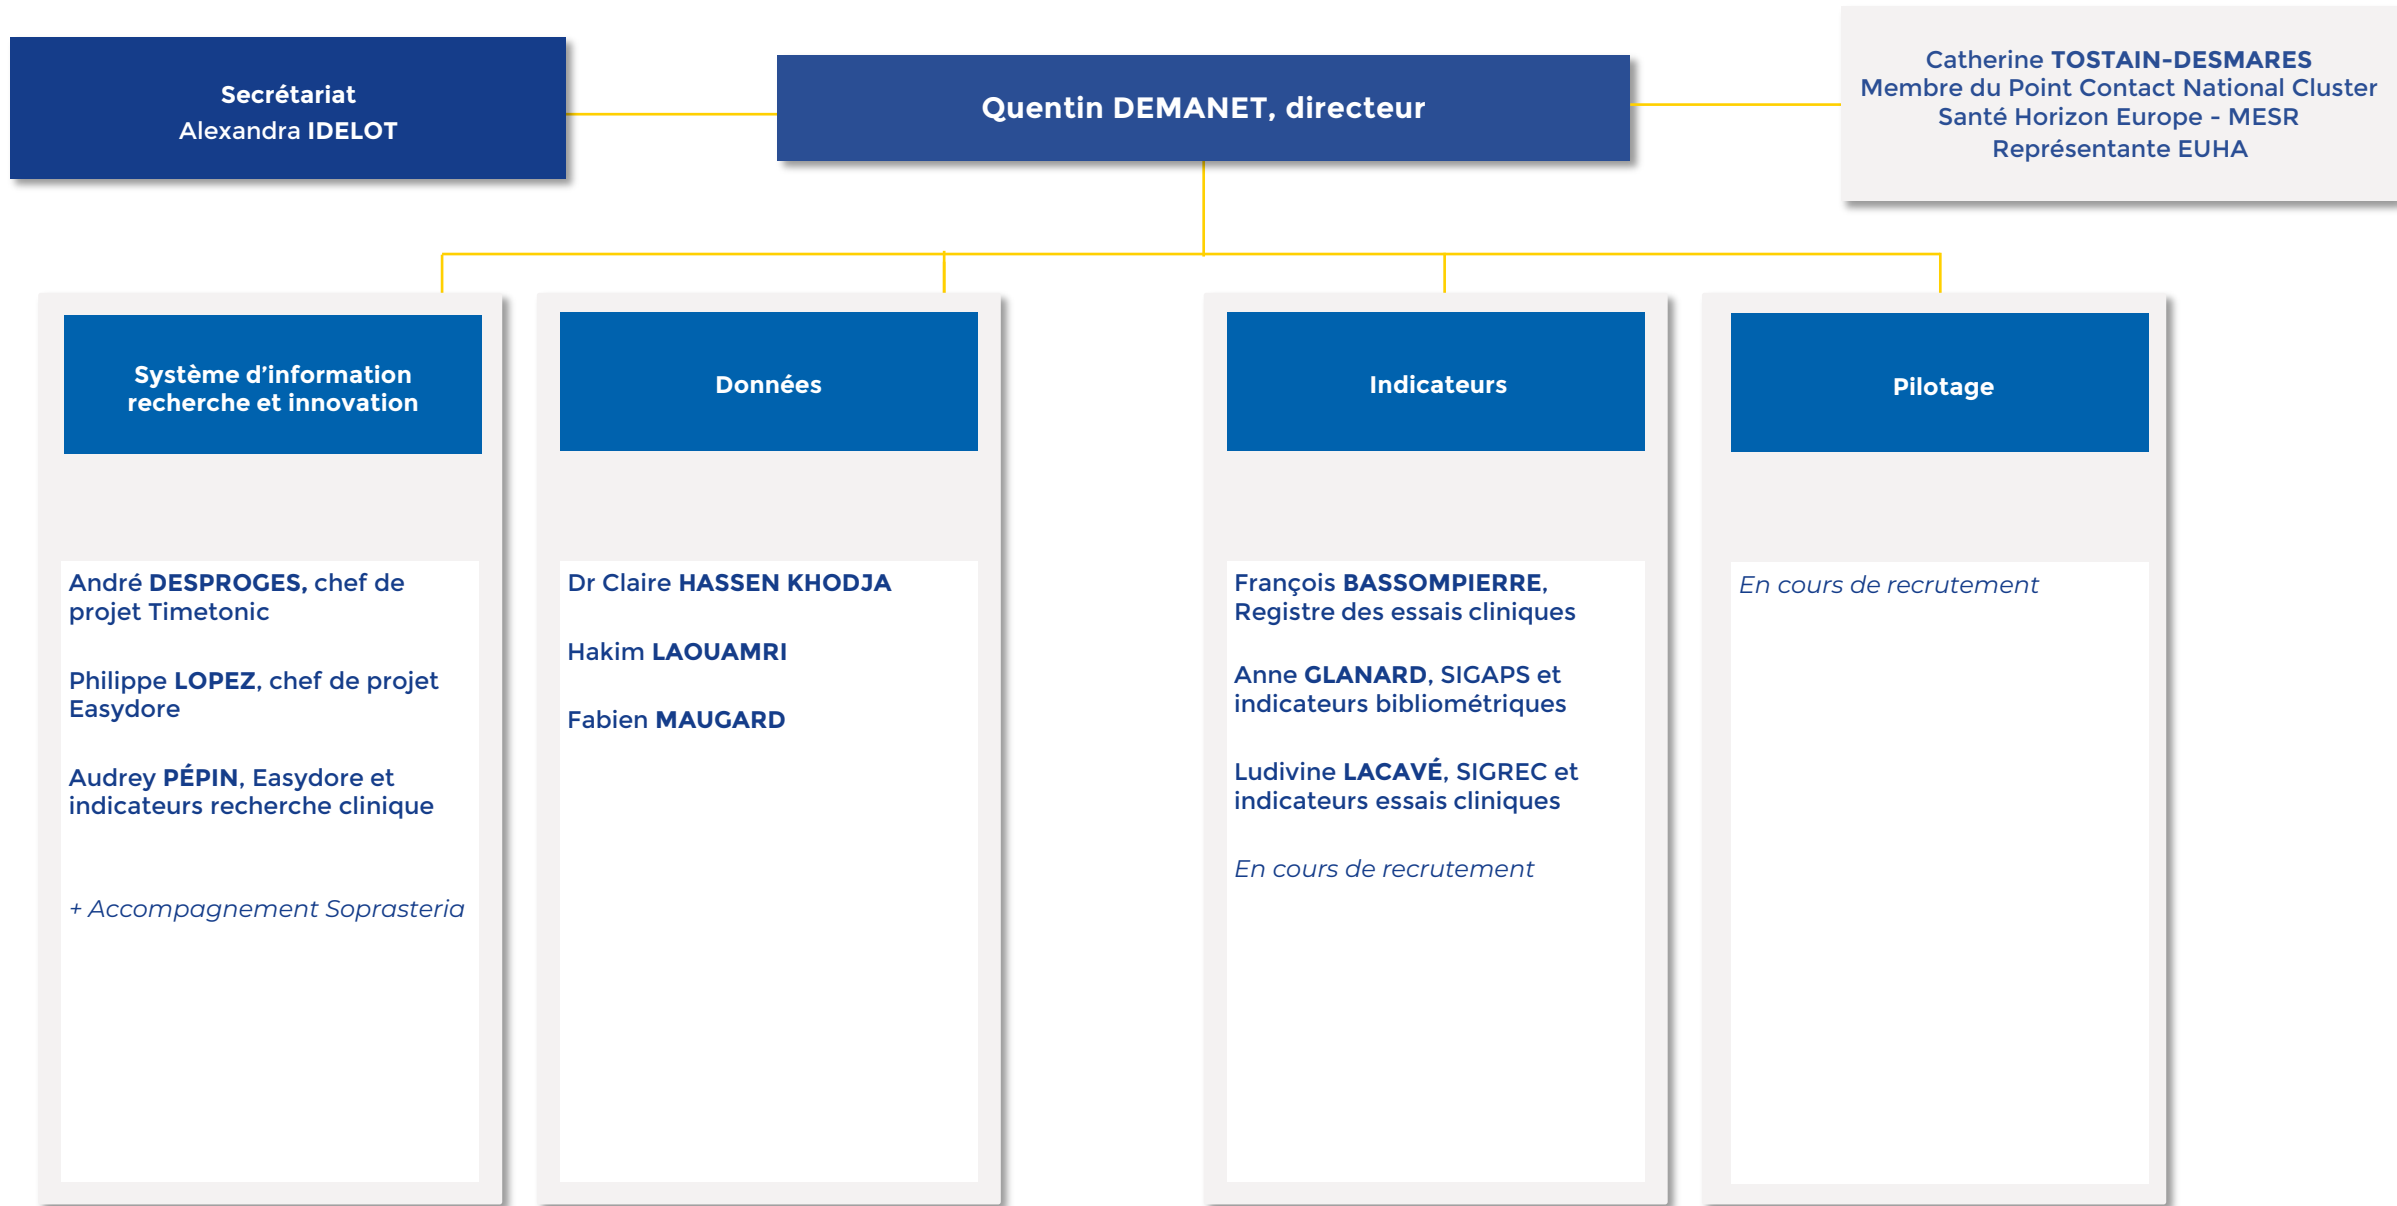 Secrétariat
Alexandra IDELOT
Quentin DEMANET, directeur
Catherine TOSTAIN-DESMARES
Membre du Point Contact National Cluster
Santé Horizon Europe - MESR
Représentante EUHA
Système d’information
recherche et innovation
André DESPROGES, chef de
projet Timetonic
Philippe LOPEZ, chef de projet
Easydore
Audrey PÉPIN, Easydore et
indicateurs recherche clinique
+ Accompagnement Soprasteria
Données
Dr Claire HASSEN KHODJA
Hakim LAOUAMRI
Fabien MAUGARD
Indicateurs
François BASSOMPIERRE,
Registre des essais cliniques
Anne GLANARD, SIGAPS et
indicateurs bibliométriques
Ludivine LACAVÉ, SIGREC et
indicateurs essais cliniques
En cours de recrutement
Pilotage
En cours de recrutement